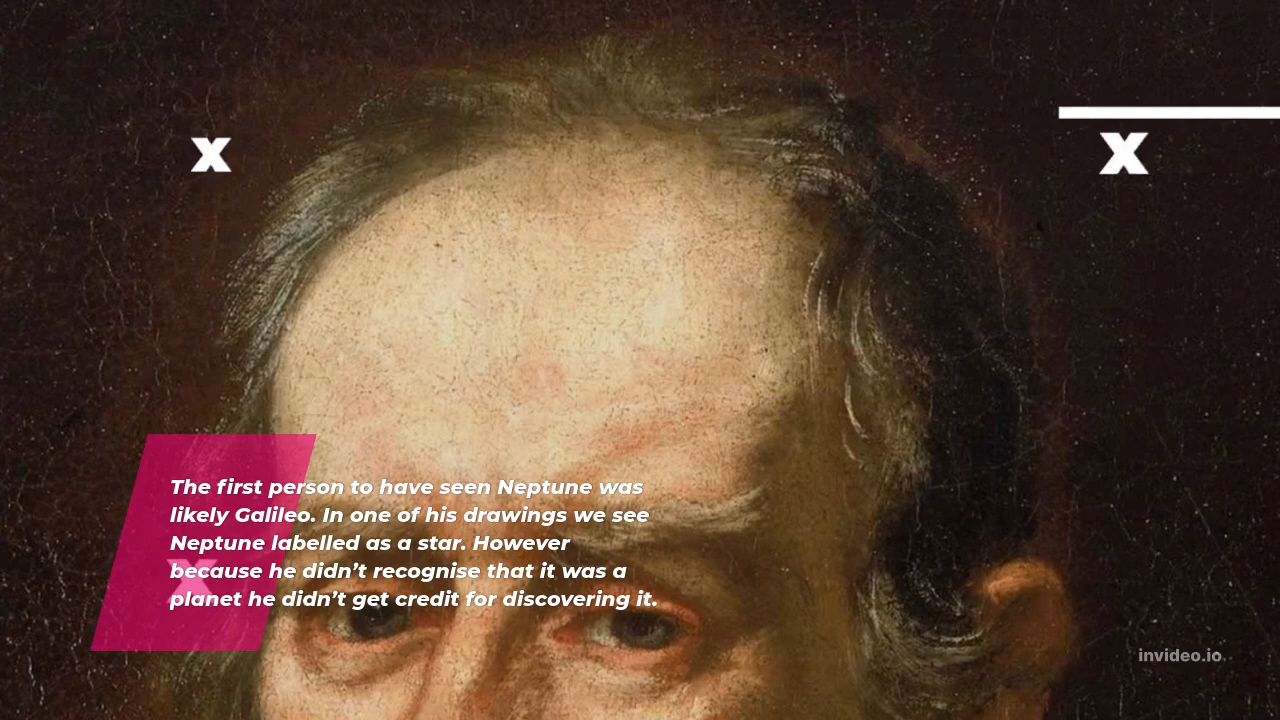 x
x
The first person to have seen Neptune was
likely Galileo. In one of his drawings we see
Neptune labelled as a star. However
because he didn’t recognise that it was a
planet he didn’t get credit for discovering it.
x
invideo.io